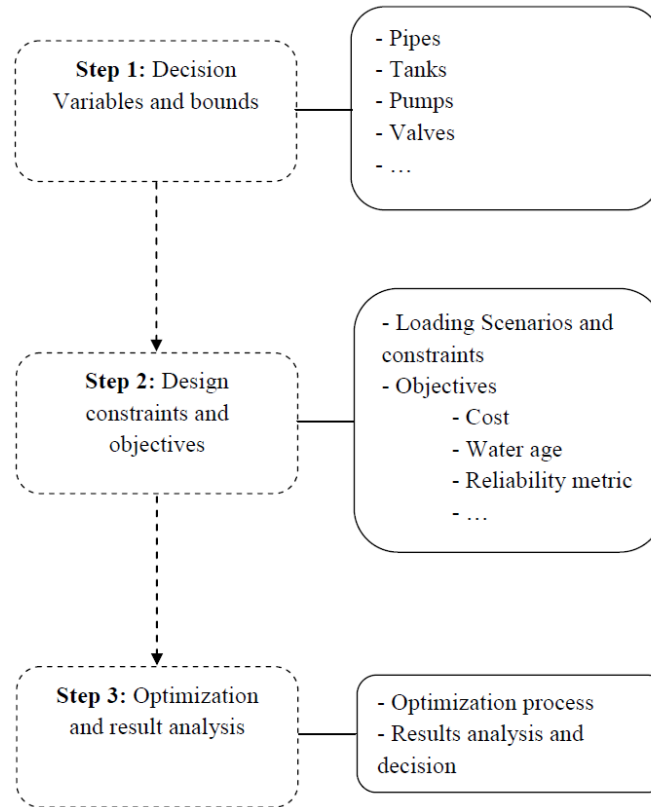 Step 1: Decision
Variables and bounds
- Pipes
- Tanks
- Pumps
- Valves
- …
Step 2: Design
constraints and
objectives
- Loading Scenarios and
constraints
- Objectives
- Cost
- Water age
- Reliability metric
- …
Step 3: Optimization
and result analysis
- Optimization process
- Results analysis and
decision